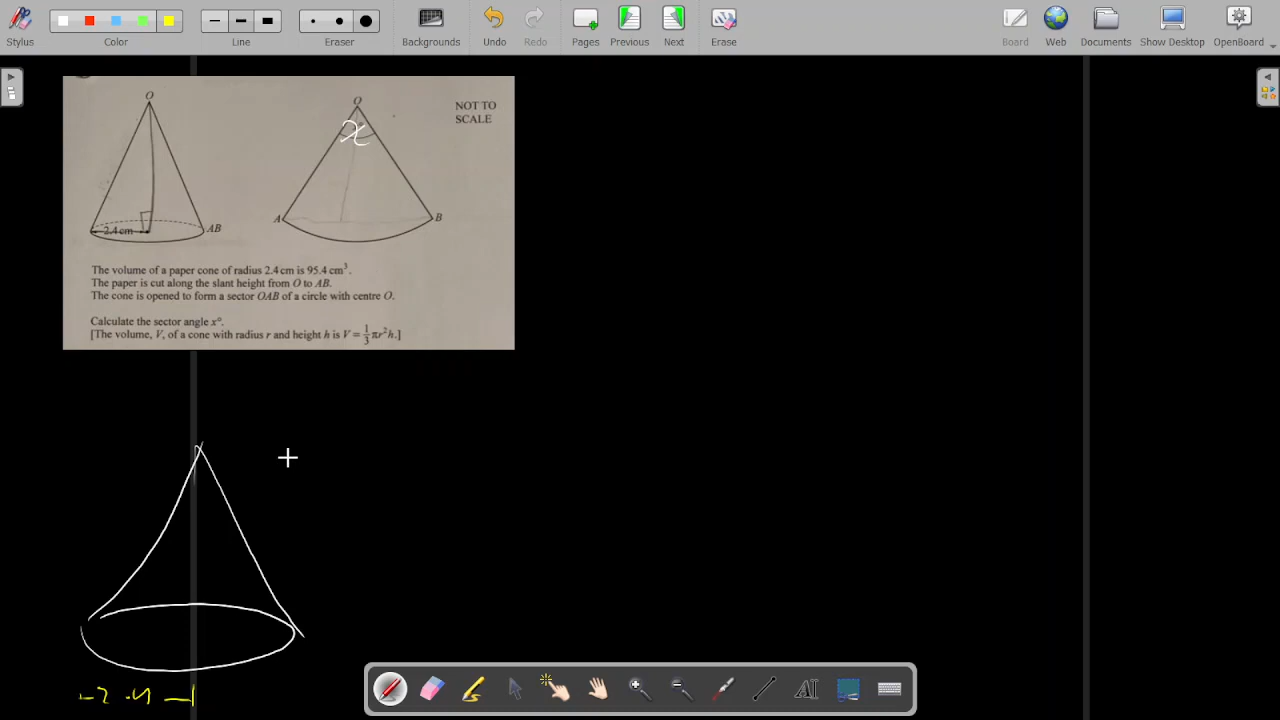 Stylus Color Line Eraser Backgrounds Undo Redo Pages Previous Next Erase Board Web Documents Show Desktop OpenBoard
O O NOT TO
SCALE
x
A B
2.4 cm AB
The volume of a paper cone of radius 2.4 cm is 95.4 cm³.
The paper is cut along the slant height from O to AB.
The cone is opened to form a sector OAB of a circle with centre O.
Calculate the sector angle x°.
[The volume, V, of a cone with radius r and height h is V = 1/3 πr²h.]
2.4
AI